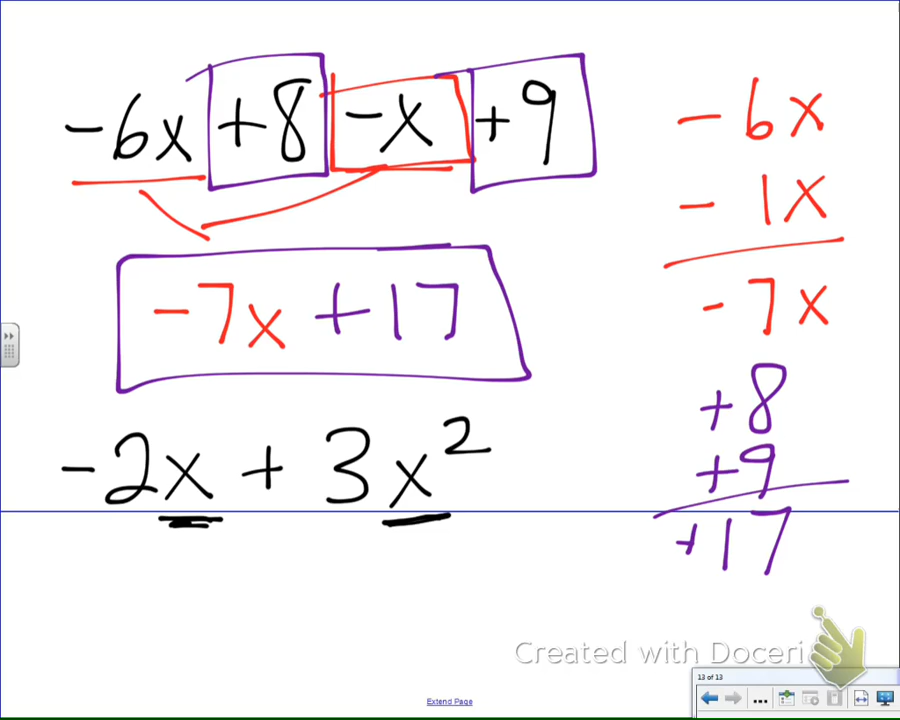 -6x +8 -x +9
-7x +17
-2x + 3x²
-6x
-1x
-7x
+8
+9
+17
Created with Doceri
13 of 13
...
Extend Page